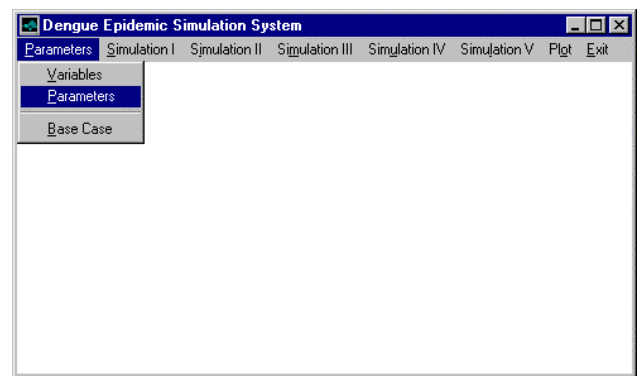 Dengue Epidemic Simulation System
Parameters Simulation I Simulation II Simulation III Simulation IV Simulation V Plot Exit
Variables
Parameters
Base Case